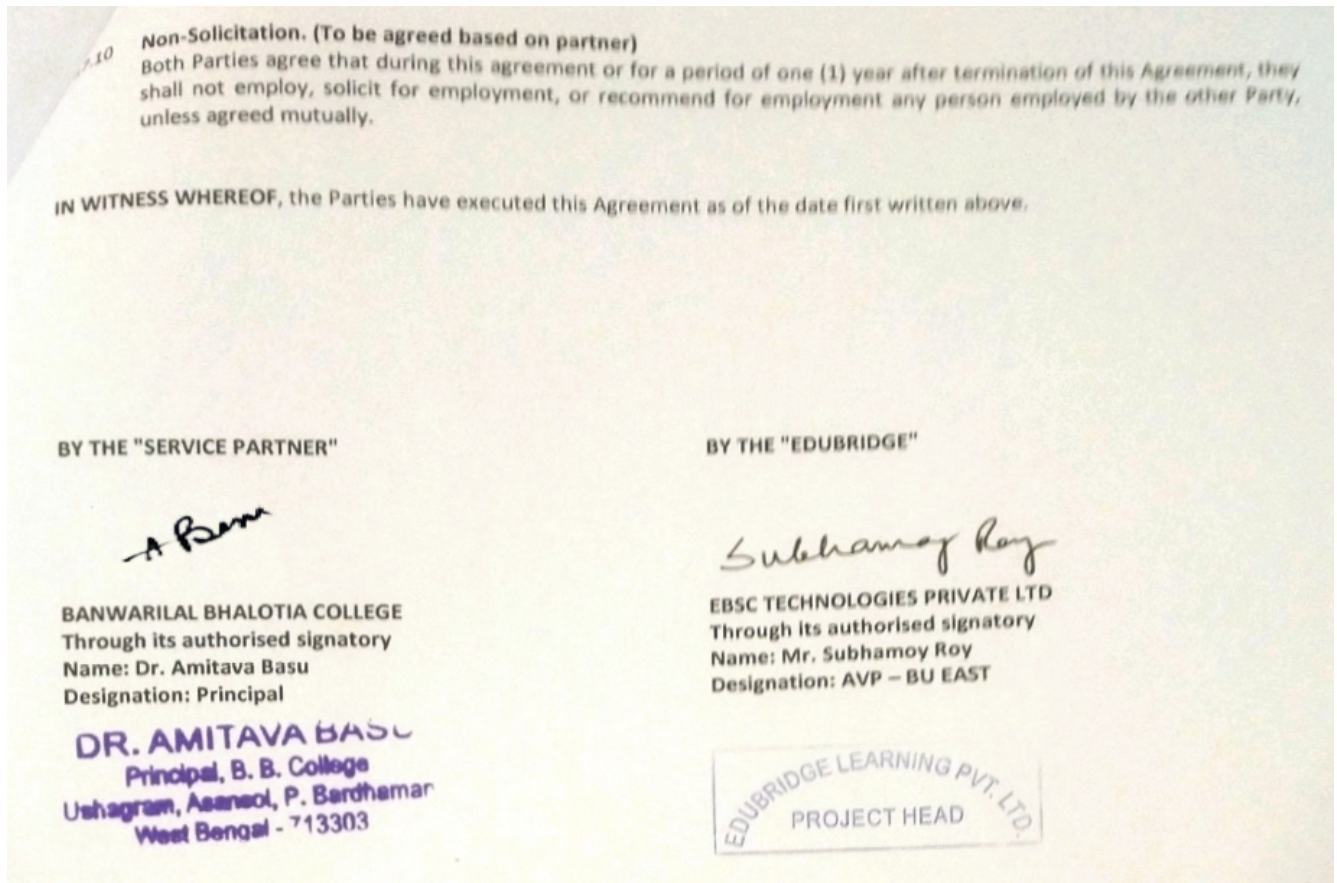 7.10 Non-Solicitation. (To be agreed based on partner)
Both Parties agree that during this agreement or for a period of one (1) year after termination of this Agreement, they
shall not employ, solicit for employment, or recommend for employment any person employed by the other Party,
unless agreed mutually.
IN WITNESS WHEREOF, the Parties have executed this Agreement as of the date first written above.
BY THE "SERVICE PARTNER"
A Basu
BANWARILAL BHALOTIA COLLEGE
Through its authorised signatory
Name: Dr. Amitava Basu
Designation: Principal
DR. AMITAVA BASU
Principal, B. B. College
Ushagram, Asansol, P. Bardhaman
West Bengal - 713303
BY THE "EDUBRIDGE"
Subhamoy Roy
EBSC TECHNOLOGIES PRIVATE LTD
Through its authorised signatory
Name: Mr. Subhamoy Roy
Designation: AVP – BU EAST
EDUBRIDGE LEARNING PVT. LTD.
PROJECT HEAD